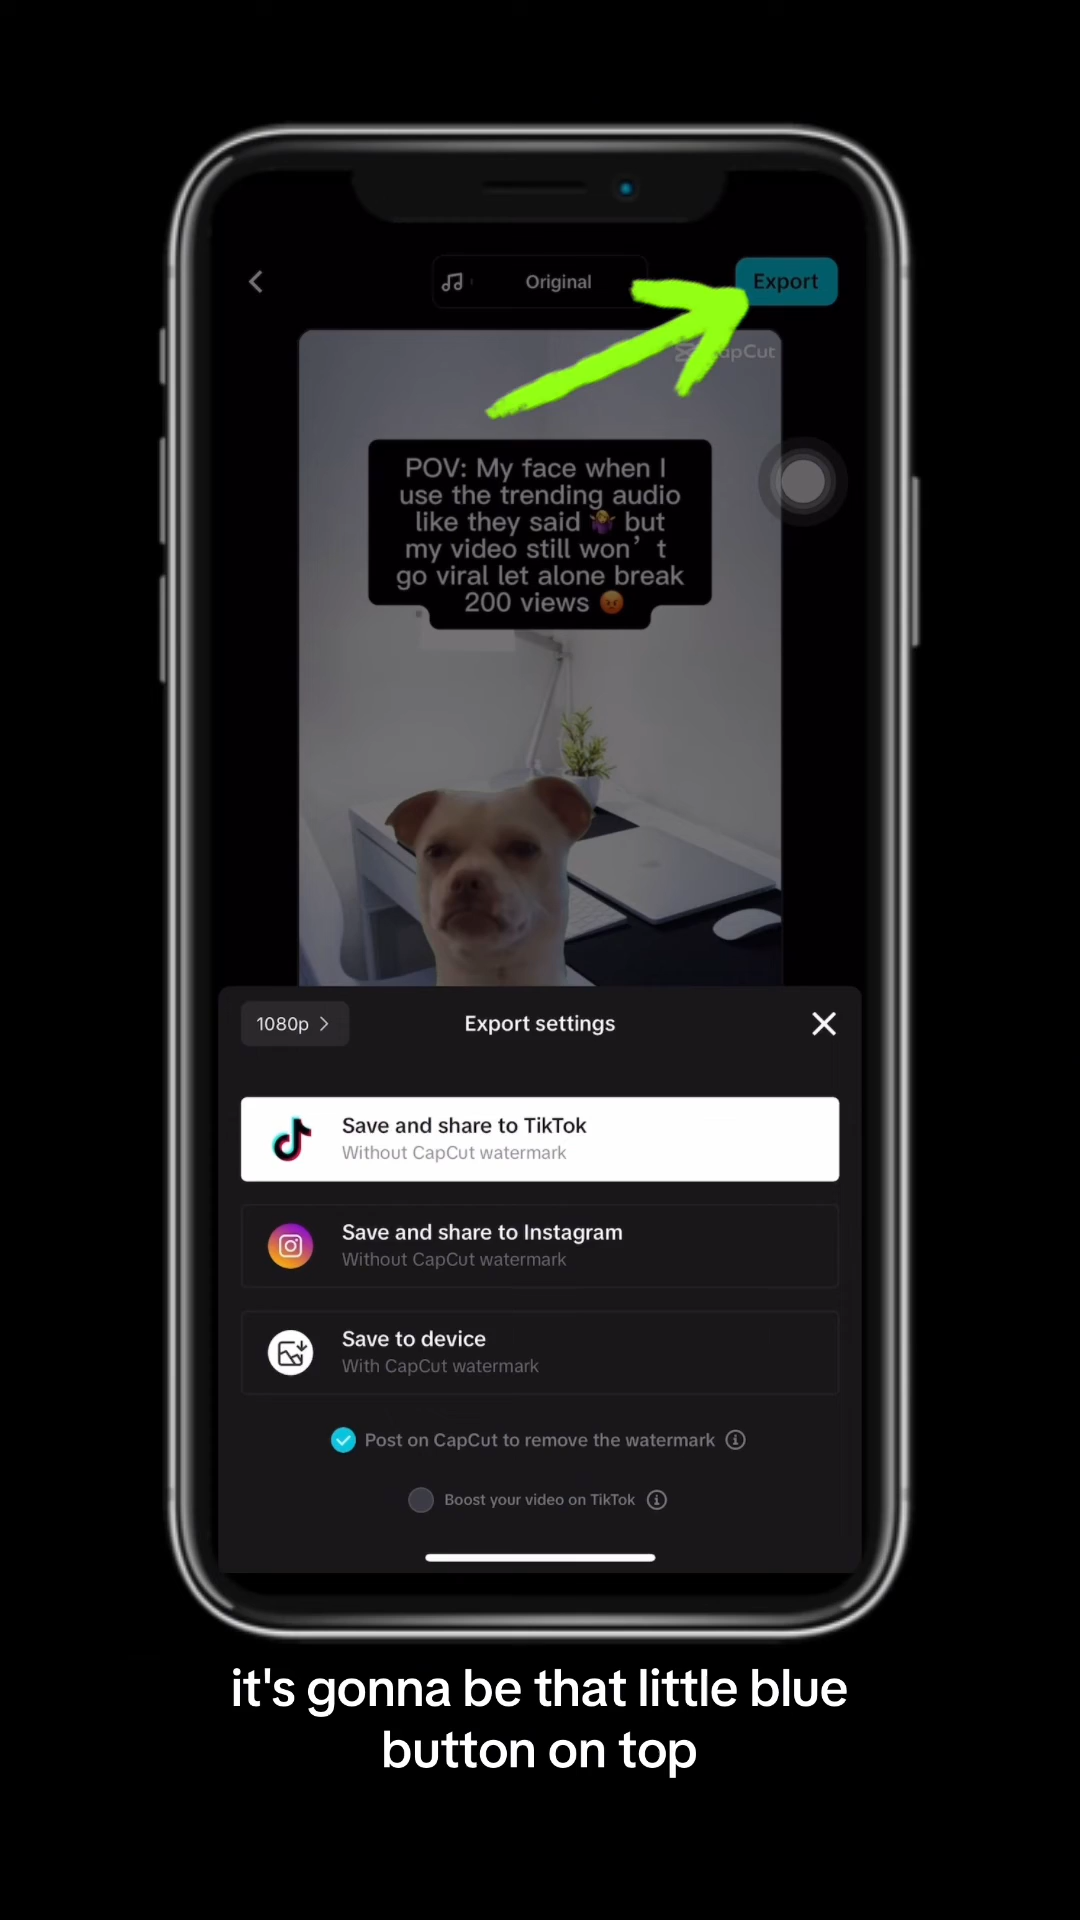 Original
Export
CapCut
POV: My face when I
use the trending audio
like they said 🤷‍♀️ but
my video still won’t
go viral let alone break
200 views 😡
1080p
Export settings
Save and share to TikTok
Without CapCut watermark
Save and share to Instagram
Without CapCut watermark
Save to device
With CapCut watermark
Post on CapCut to remove the watermark
Boost your video on TikTok
it's gonna be that little blue
button on top